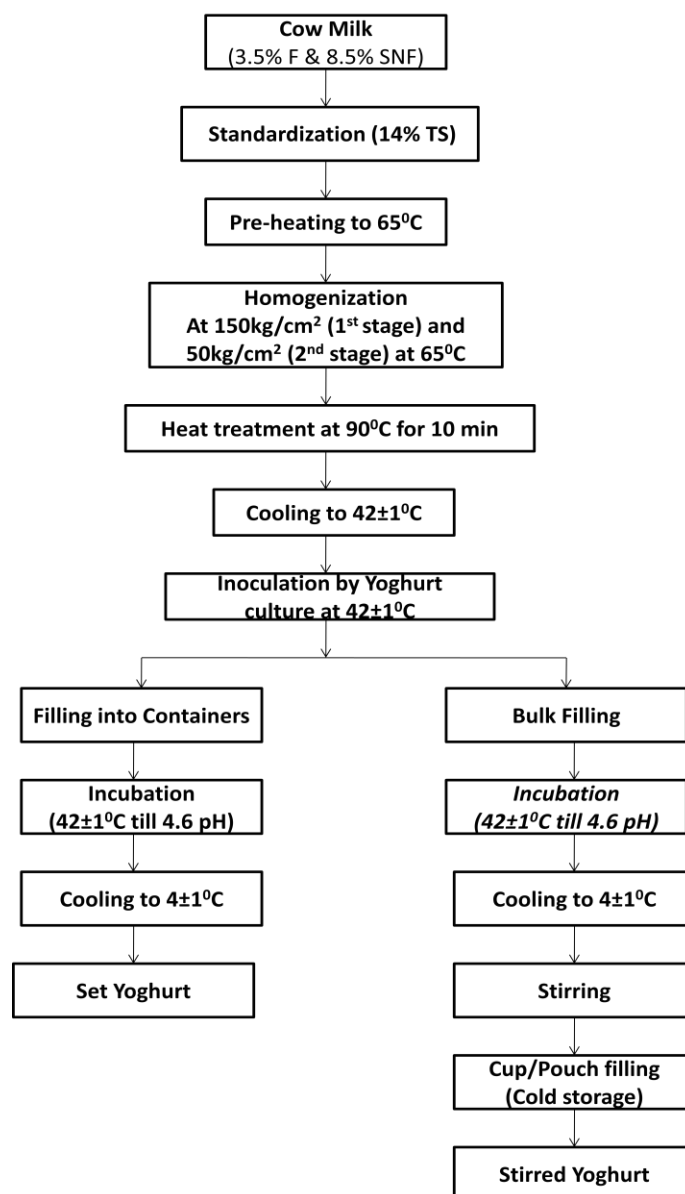 Cow Milk
(3.5% F & 8.5% SNF)
Standardization (14% TS)
Pre-heating to 65⁰C
Homogenization
At 150kg/cm² (1ˢᵗ stage) and
50kg/cm² (2ⁿᵈ stage) at 65⁰C
Heat treatment at 90⁰C for 10 min
Cooling to 42±1⁰C
Inoculation by Yoghurt
culture at 42±1⁰C
Filling into Containers
Incubation
(42±1⁰C till 4.6 pH)
Cooling to 4±1⁰C
Set Yoghurt
Bulk Filling
Incubation
(42±1⁰C till 4.6 pH)
Cooling to 4±1⁰C
Stirring
Cup/Pouch filling
(Cold storage)
Stirred Yoghurt